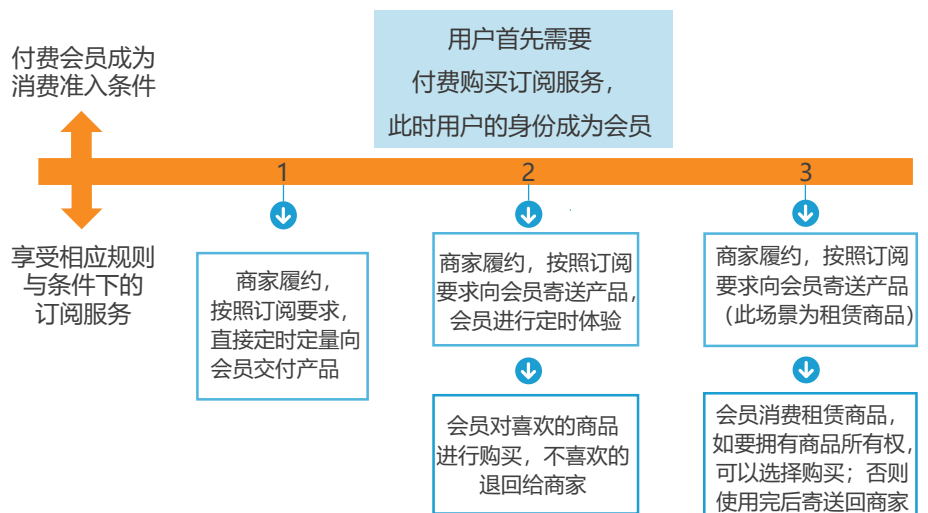 付费会员成为
消费准入条件
用户首先需要
付费购买订阅服务，
此时用户的身份成为会员
1
2
3
享受相应规则
与条件下的
订阅服务
商家履约，
按照订阅要求，
直接定时定量向
会员交付产品
商家履约，按照订阅
要求向会员寄送产品，
会员进行定时体验
会员对喜欢的商品
进行购买，不喜欢的
退回给商家
商家履约，按照订阅
要求向会员寄送产品
（此场景为租赁商品）
会员消费租赁商品，
如要拥有商品所有权，
可以选择购买；否则
使用完后寄送回商家